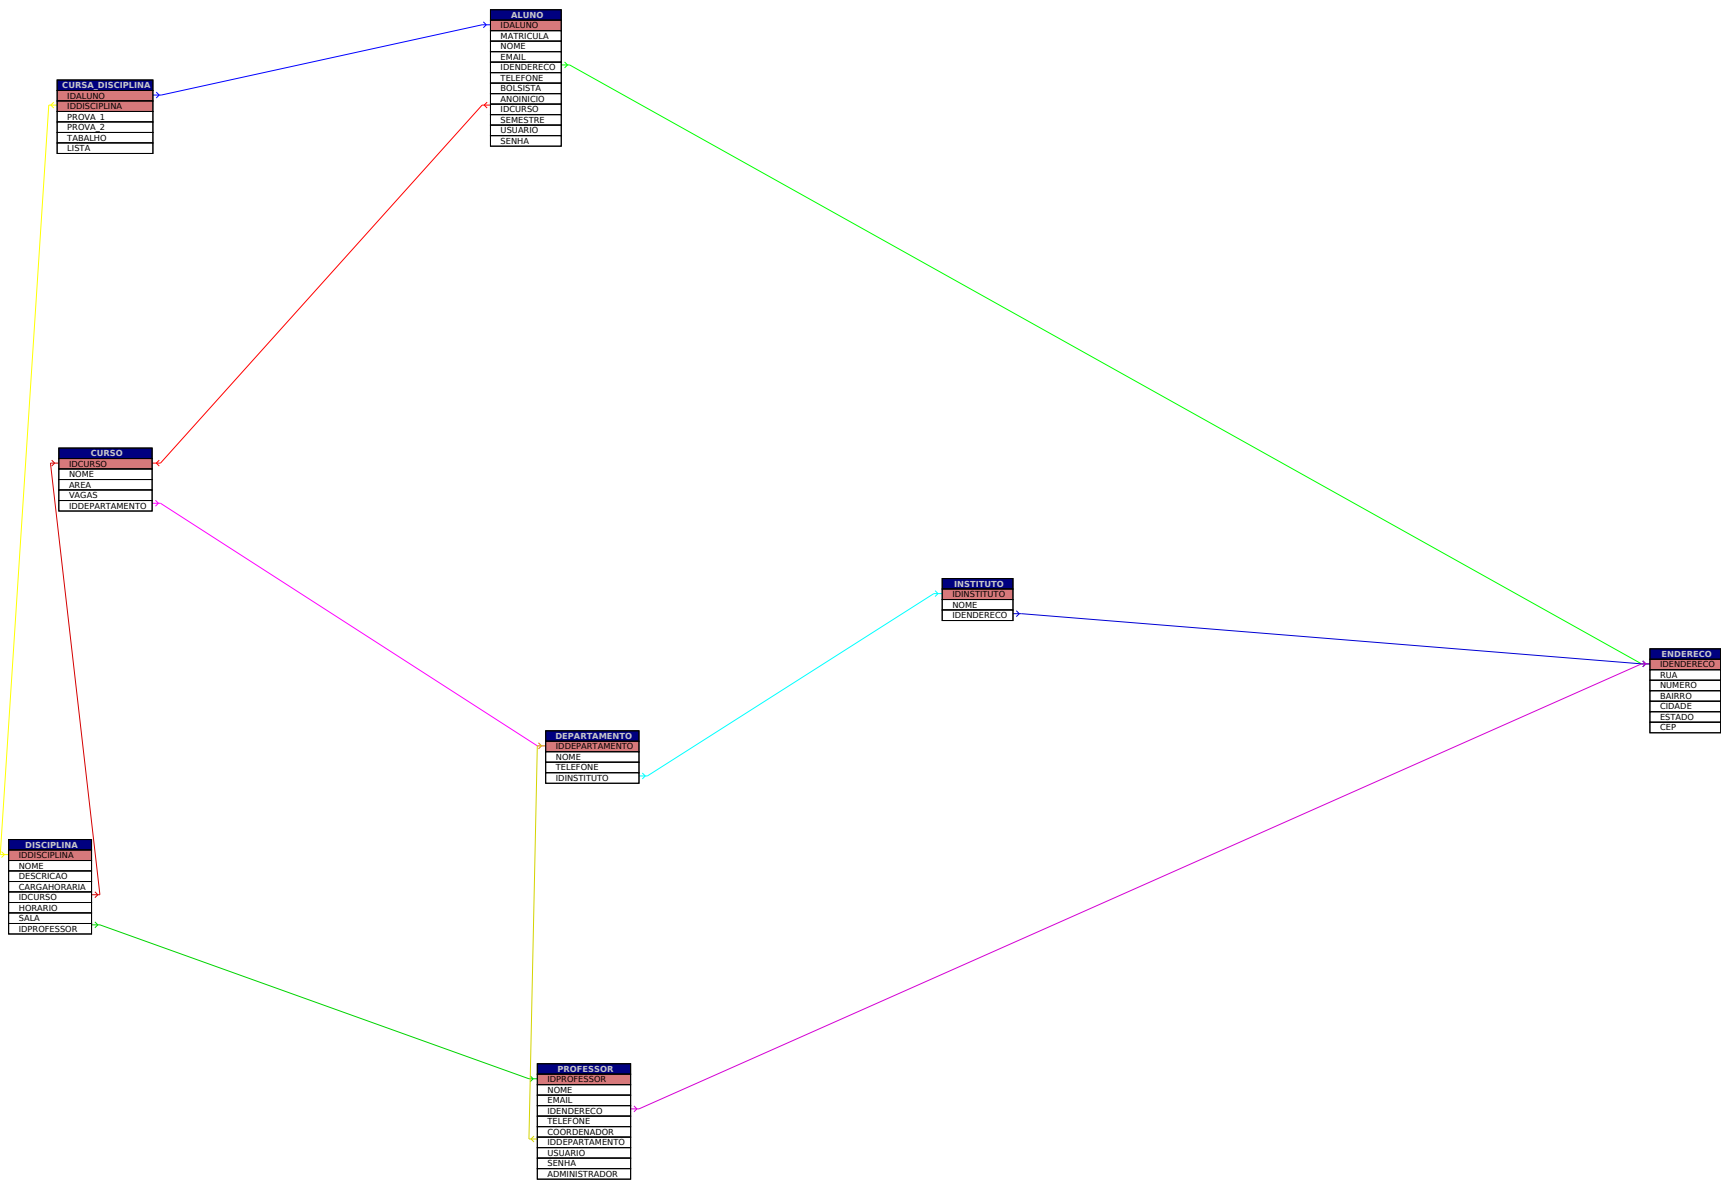 ALUNO
IDALUNO
MATRICULA
NOME
EMAIL
IDENDERECO
TELEFONE
BOLSISTA
ANOINICIO
IDCURSO
SEMESTRE
USUARIO
SENHA
CURSA_DISCIPLINA
IDALUNO
IDDISCIPLINA
PROVA_1
PROVA_2
TABALHO
LISTA
CURSO
IDCURSO
NOME
AREA
VAGAS
IDDEPARTAMENTO
INSTITUTO
IDINSTITUTO
NOME
IDENDERECO
ENDERECO
IDENDERECO
RUA
NUMERO
BAIRRO
CIDADE
ESTADO
CEP
DEPARTAMENTO
IDDEPARTAMENTO
NOME
TELEFONE
IDINSTITUTO
DISCIPLINA
IDDISCIPLINA
NOME
DESCRICAO
CARGAHORARIA
IDCURSO
HORARIO
SALA
IDPROFESSOR
PROFESSOR
IDPROFESSOR
NOME
EMAIL
IDENDERECO
TELEFONE
COORDENADOR
IDDEPARTAMENTO
USUARIO
SENHA
ADMINISTRADOR